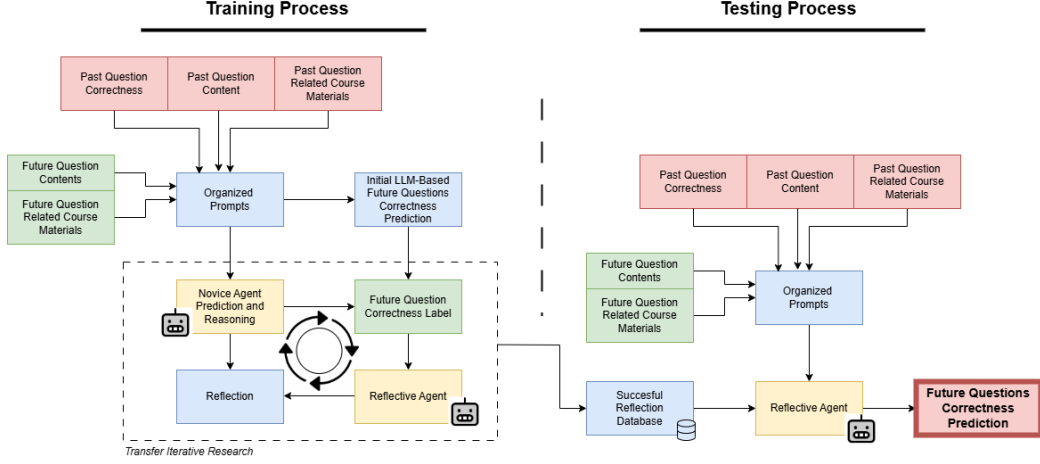 Training Process
Testing Process
Past Question
Correctness
Past Question
Content
Past Question
Related Course
Materials
Future Question
Contents
Future Question
Related Course
Materials
Organized
Prompts
Initial LLM-Based
Future Questions
Correctness
Prediction
Novice Agent
Prediction and
Reasoning
Future Question
Correctness Label
Reflection
Reflective Agent
Transfer Iterative Research
Past Question
Correctness
Past Question
Content
Past Question
Related Course
Materials
Future Question
Contents
Future Question
Related Course
Materials
Organized
Prompts
Succesful
Reflection
Database
Reflective Agent
Future Questions
Correctness
Prediction